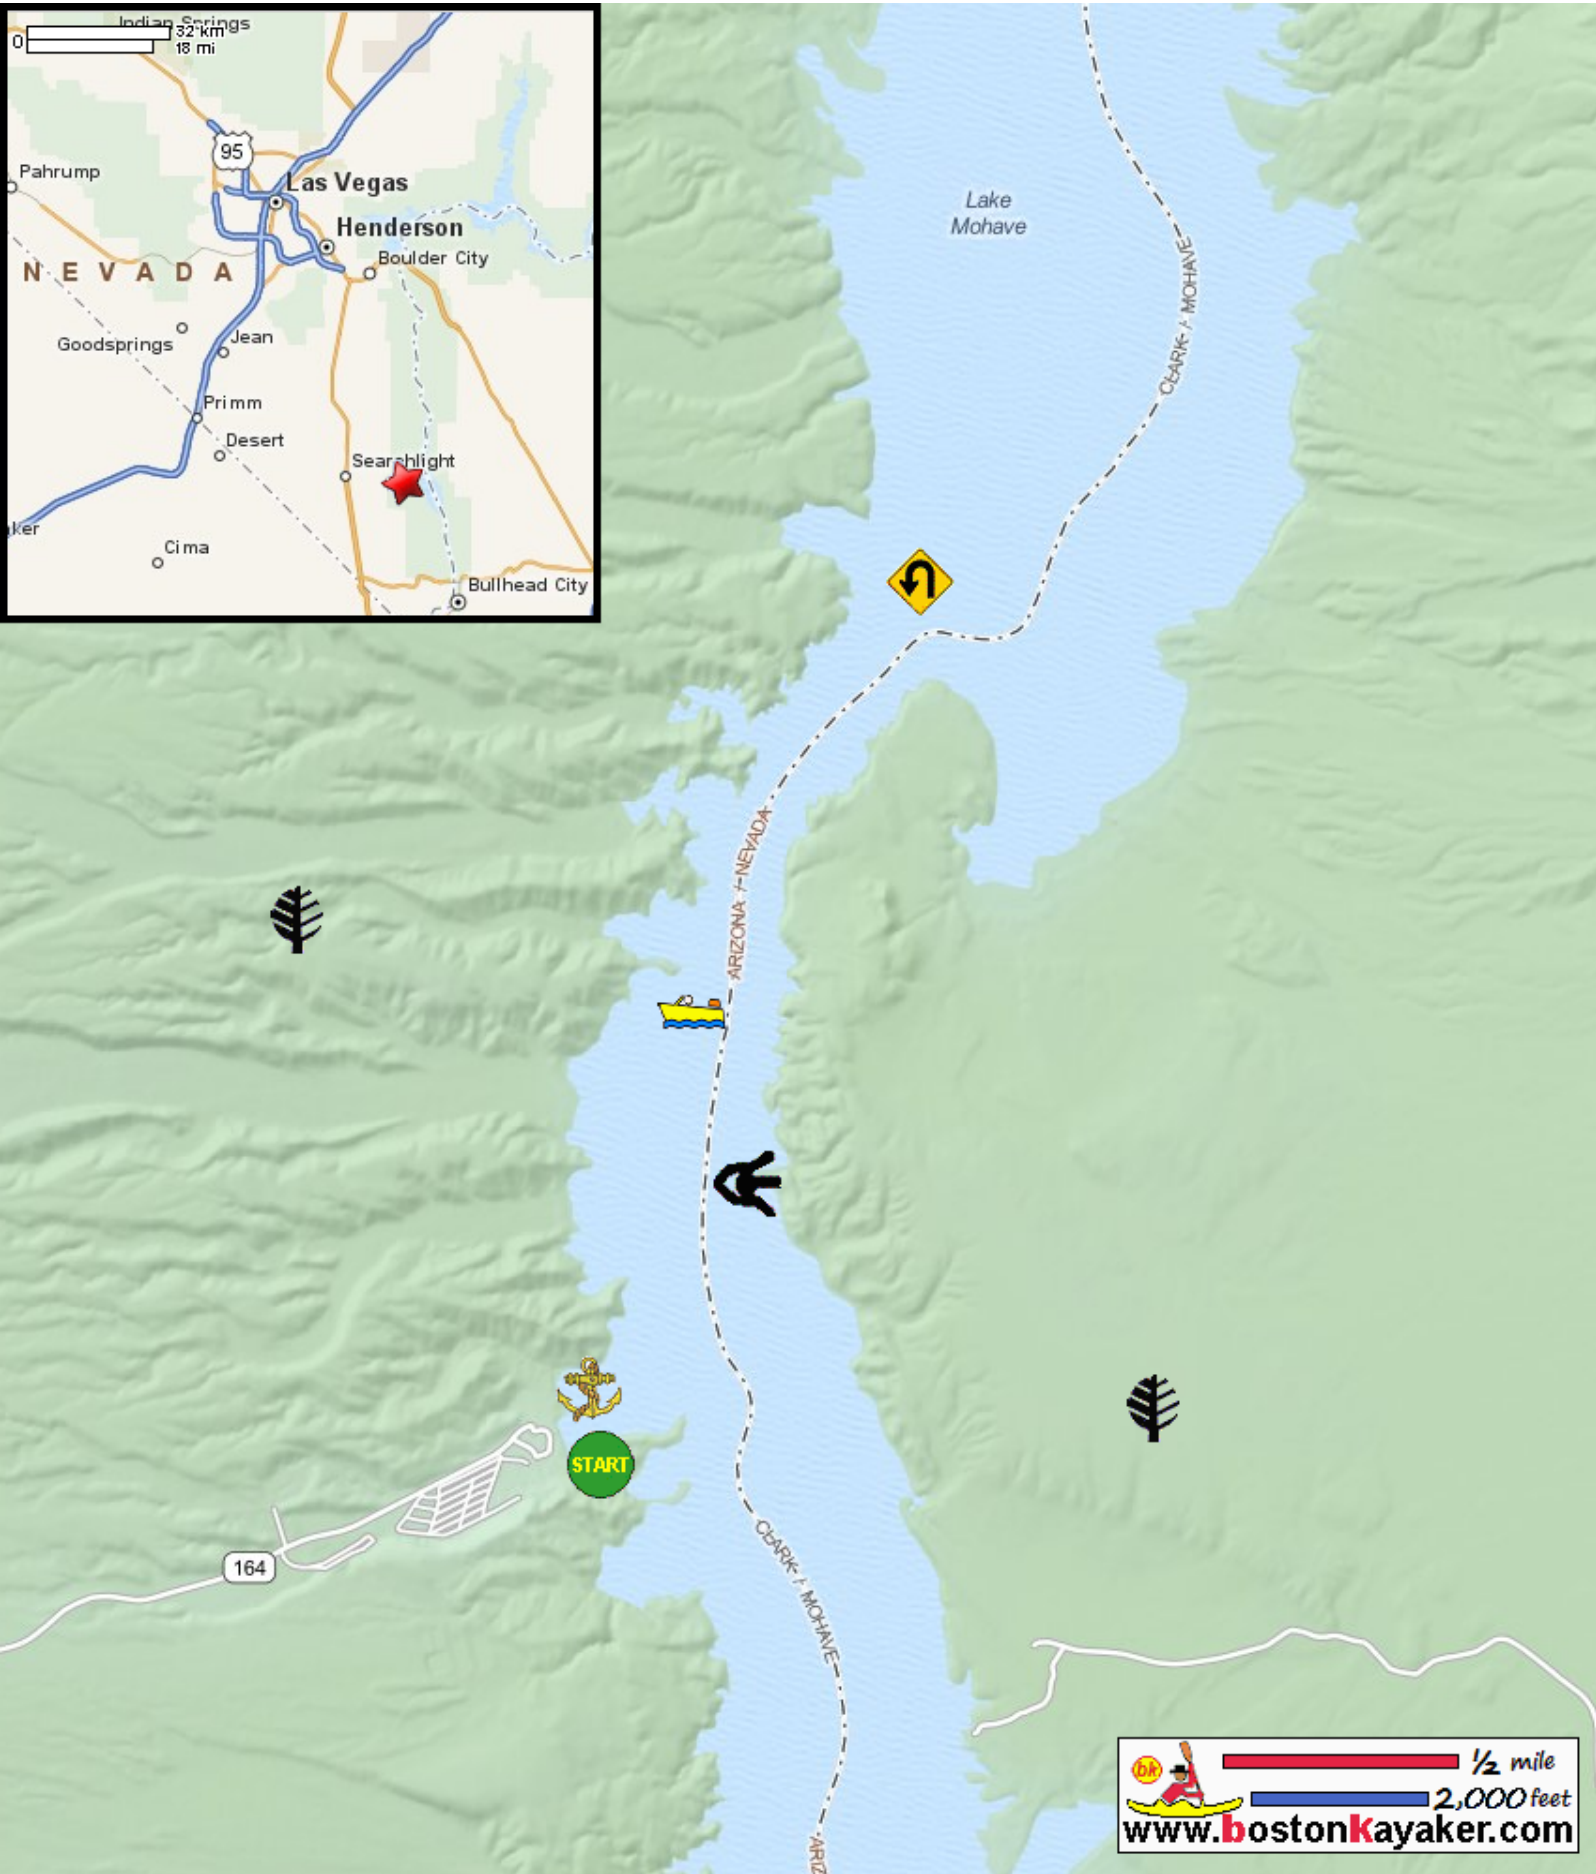 Indian Springs
0
32 km
18 mi
95
Pahrump
Las Vegas
Henderson
Boulder City
NEVADA
Goodsprings
Jean
Primm
Desert
Searchlight
ker
Cima
Bullhead City
Lake
Mohave
CLARK / MOHAVE
ARIZONA / NEVADA
START
164
CLARK / MOHAVE
ARIZ
bk
1/2 mile
2,000 feet
www.bostonkayaker.com